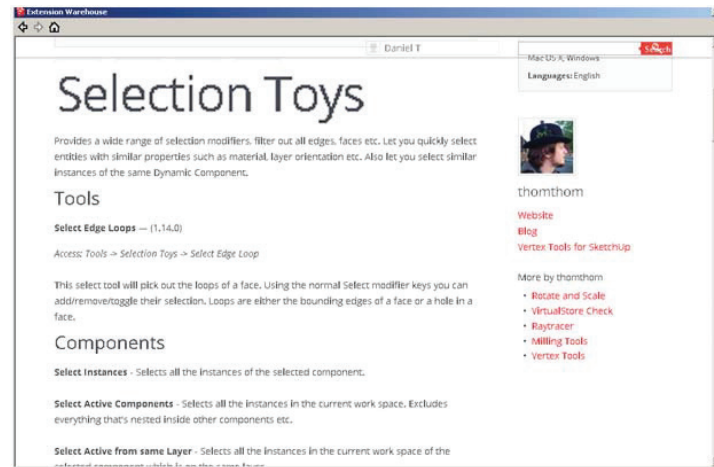 Extension Warehouse
Daniel T
Search
Mac OS X, Windows
Languages: English
Selection Toys
Provides a wide range of selection modifiers, filter out all edges, faces etc. Let you quickly select
entities with similar properties such as material, layer orientation etc. Also let you select similar
instances of the same Dynamic Component.
Tools
Select Edge Loops — (1.14.0)
Access: Tools -> Selection Toys -> Select Edge Loop
This select tool will pick out the loops of a face. Using the normal Select modifier keys you can
add/remove/toggle their selection. Loops are either the bounding edges of a face or a hole in a
face.
Components
Select Instances - Selects all the instances of the selected component.
Select Active Components - Selects all the instances in the current work space. Excludes
everything that's nested inside other components etc.
Select Active from same Layer - Selects all the instances in the current work space of the
selected component which is on the same layer.
thomthom
Website
Blog
Vertex Tools for SketchUp
More by thomthom
• Rotate and Scale
• VirtualStore Check
• Raytracer
• Milling Tools
• Vertex Tools